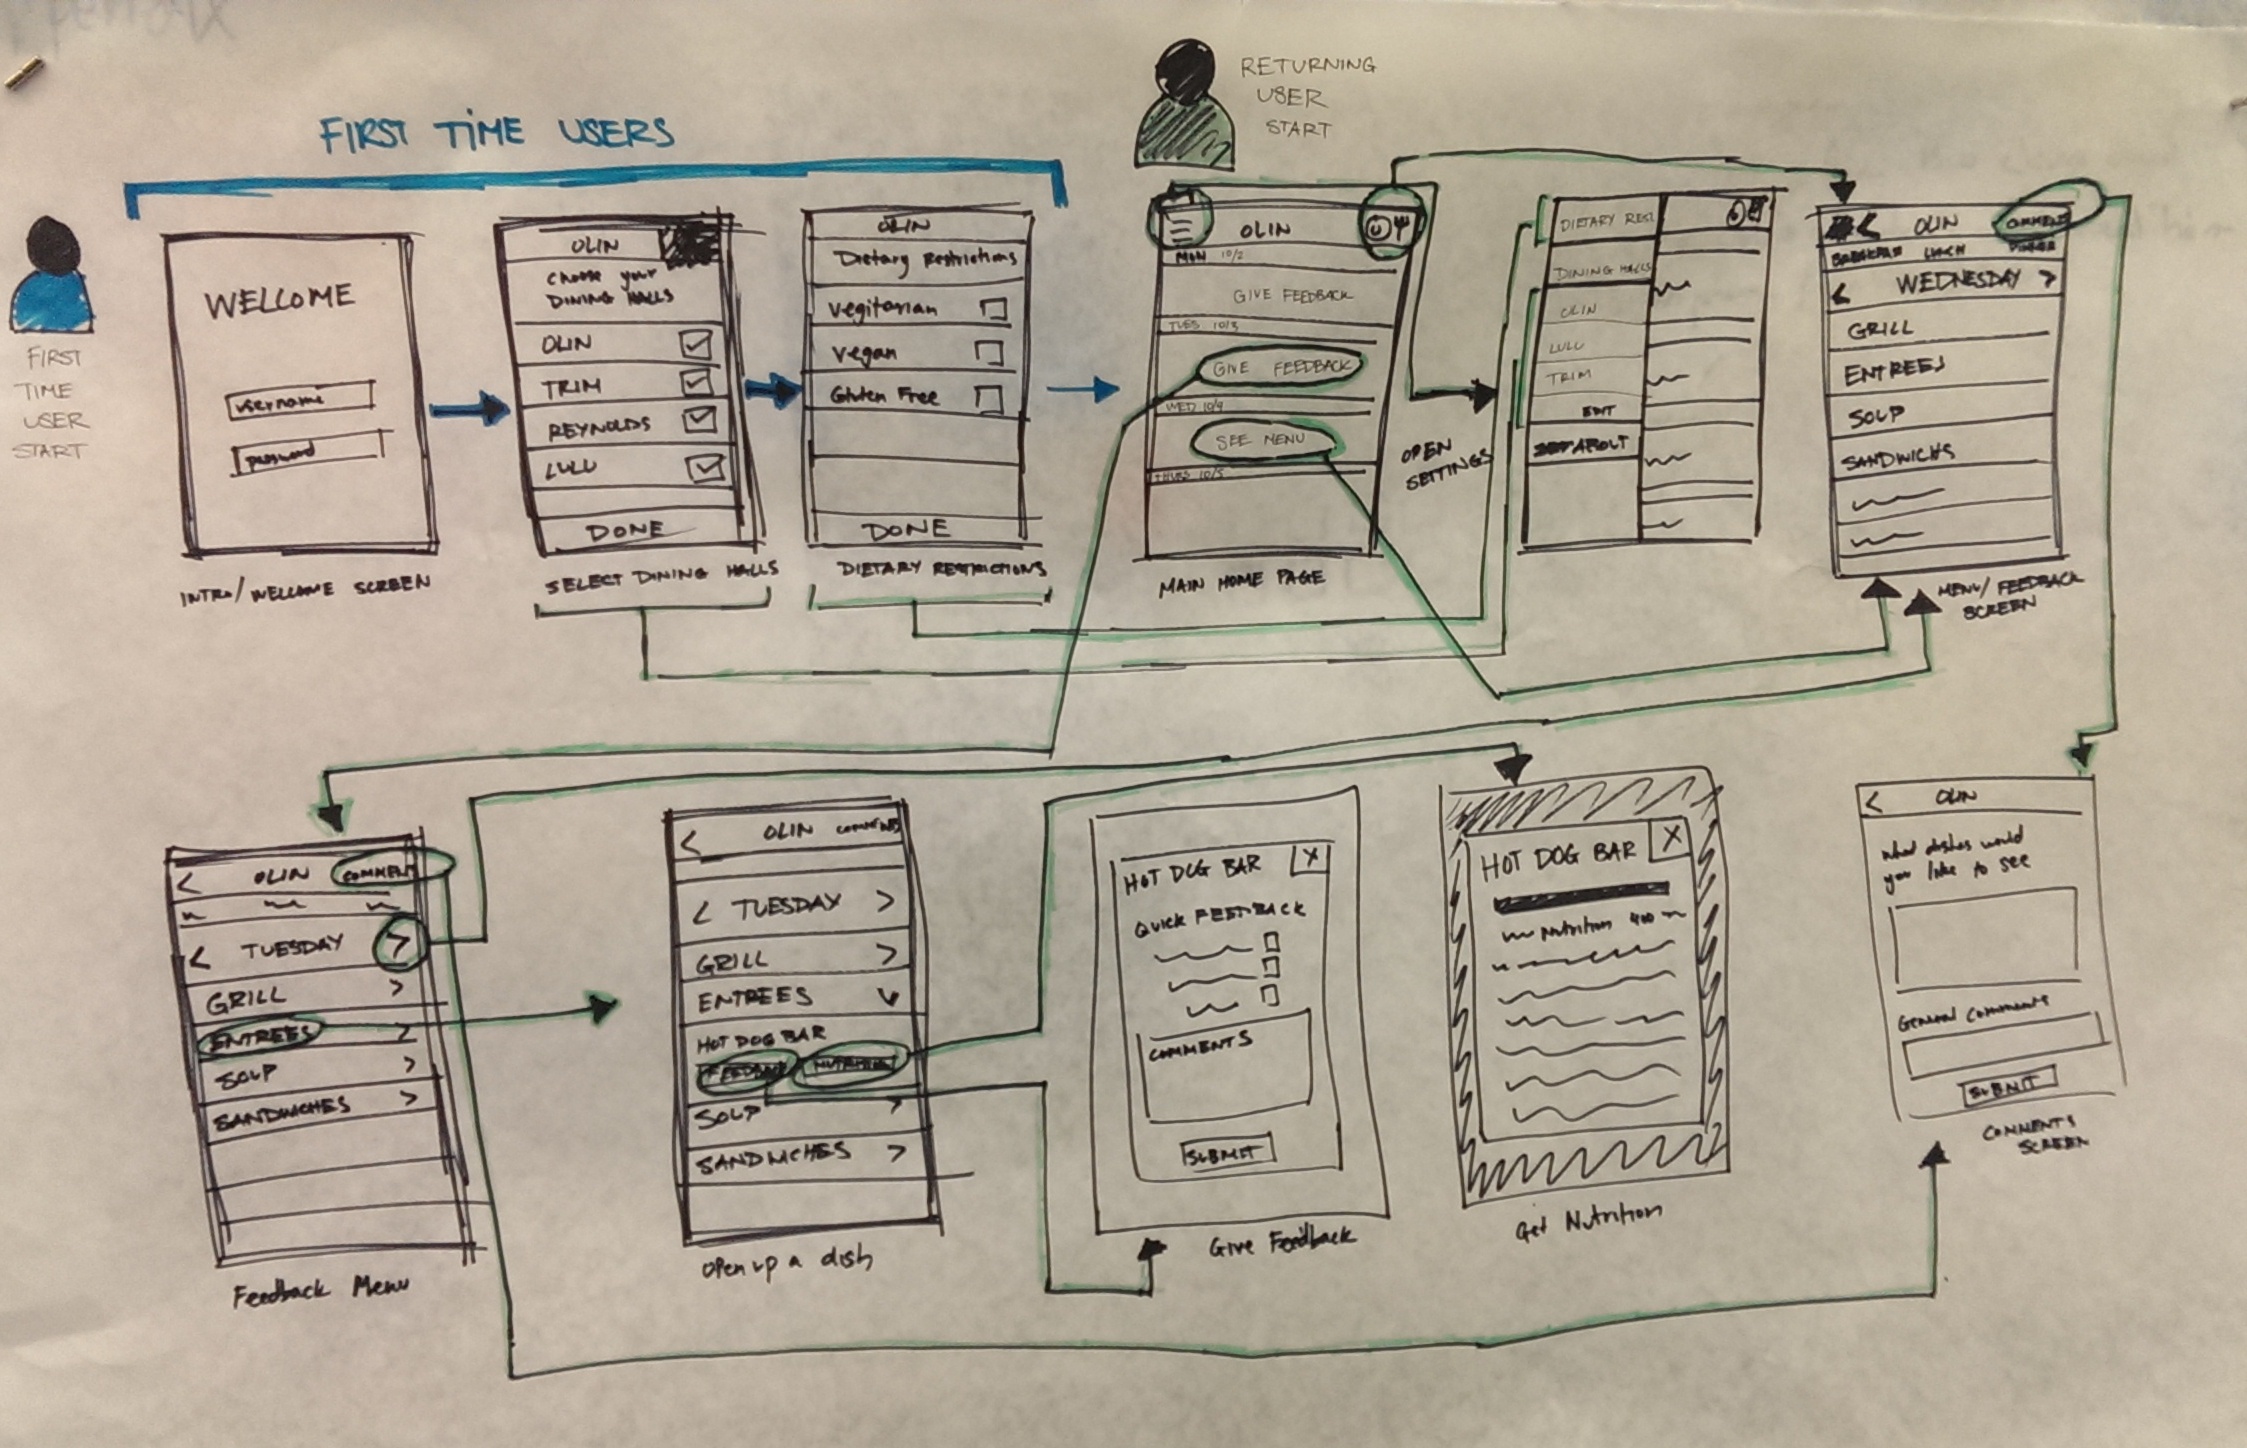 FIRST TIME USERS
FIRST
TIME
USER
START
RETURNING
USER
START
WELCOME
username
password
INTRO/WELCOME SCREEN
OLIN
Choose your
DINING HALLS
OLIN
TRIM
REYNOLDS
LULU
DONE
SELECT DINING HALLS
OLIN
Dietary Restrictions
Vegitarian
Vegan
Gluten Free
DONE
DIETARY RESTRICTIONS
OLIN
MON 10/2
GIVE FEEDBACK
TUES 10/3
GIVE FEEDBACK
WED 10/4
SEE MENU
THURS 10/5
MAIN HOME PAGE
OPEN
SETTINGS
DIETARY REST.
DINING HALLS
OLIN
LULU
TRIM
EDIT
ABOUT
< OLIN COMMENTS
BREAKFAST LUNCH DINNER
< WEDNESDAY >
GRILL
ENTREES
SOUP
SANDWICHS
MENU/FEEDBACK
SCREEN
< OLIN COMMENT
< TUESDAY >
GRILL >
ENTREES >
SOUP >
SANDWICHES >
Feedback Menu
< OLIN COMMENTS
< TUESDAY >
GRILL >
ENTREES
HOT DOG BAR
FEEDBACK NUTRITION
SOUP >
SANDWICHES >
Open up a dish
HOT DOG BAR X
QUICK FEEDBACK
COMMENTS
SUBMIT
Give Feedback
HOT DOG BAR X
Nutrition 400
Get Nutrition
< OLIN
What dishes would
you like to see
General Comments
SUBMIT
COMMENTS
SCREEN